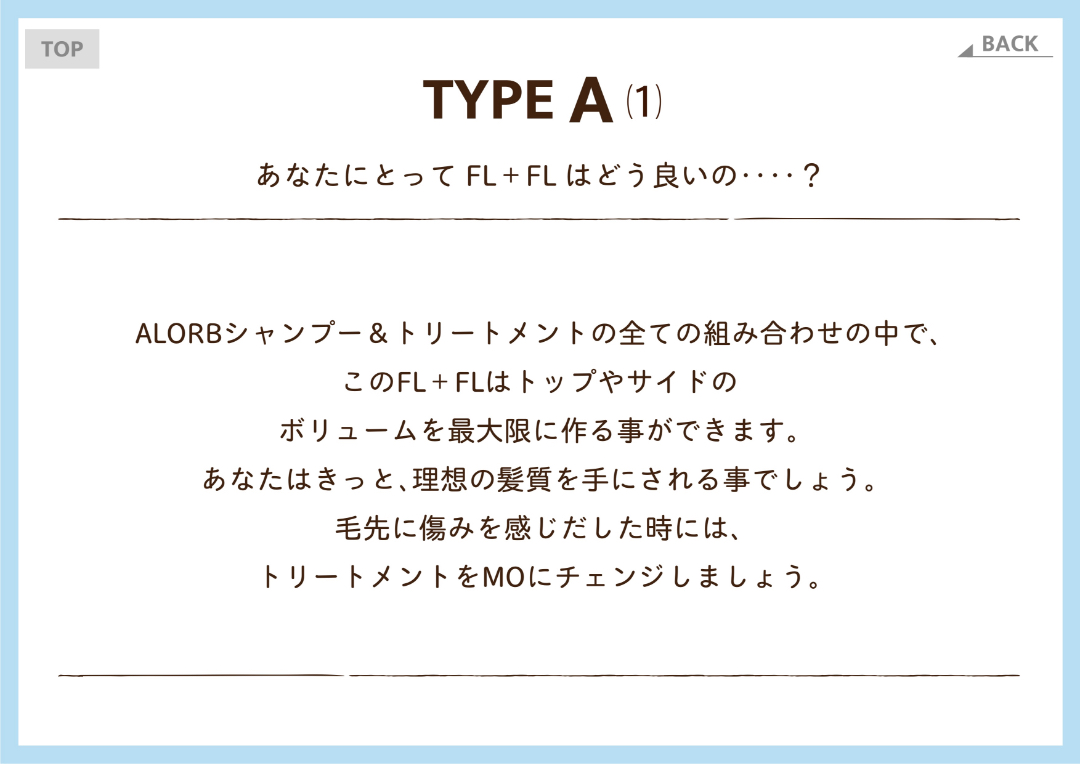 TOP
BACK
TYPE A (1)
あなたにとって FL＋FL はどう良いの‥‥？
ALORBシャンプー＆トリートメントの全ての組み合わせの中で、
このFL＋FLはトップやサイドの
ボリュームを最大限に作る事ができます。
あなたはきっと、理想の髪質を手にされる事でしょう。
毛先に傷みを感じだした時には、
トリートメントをMOにチェンジしましょう。